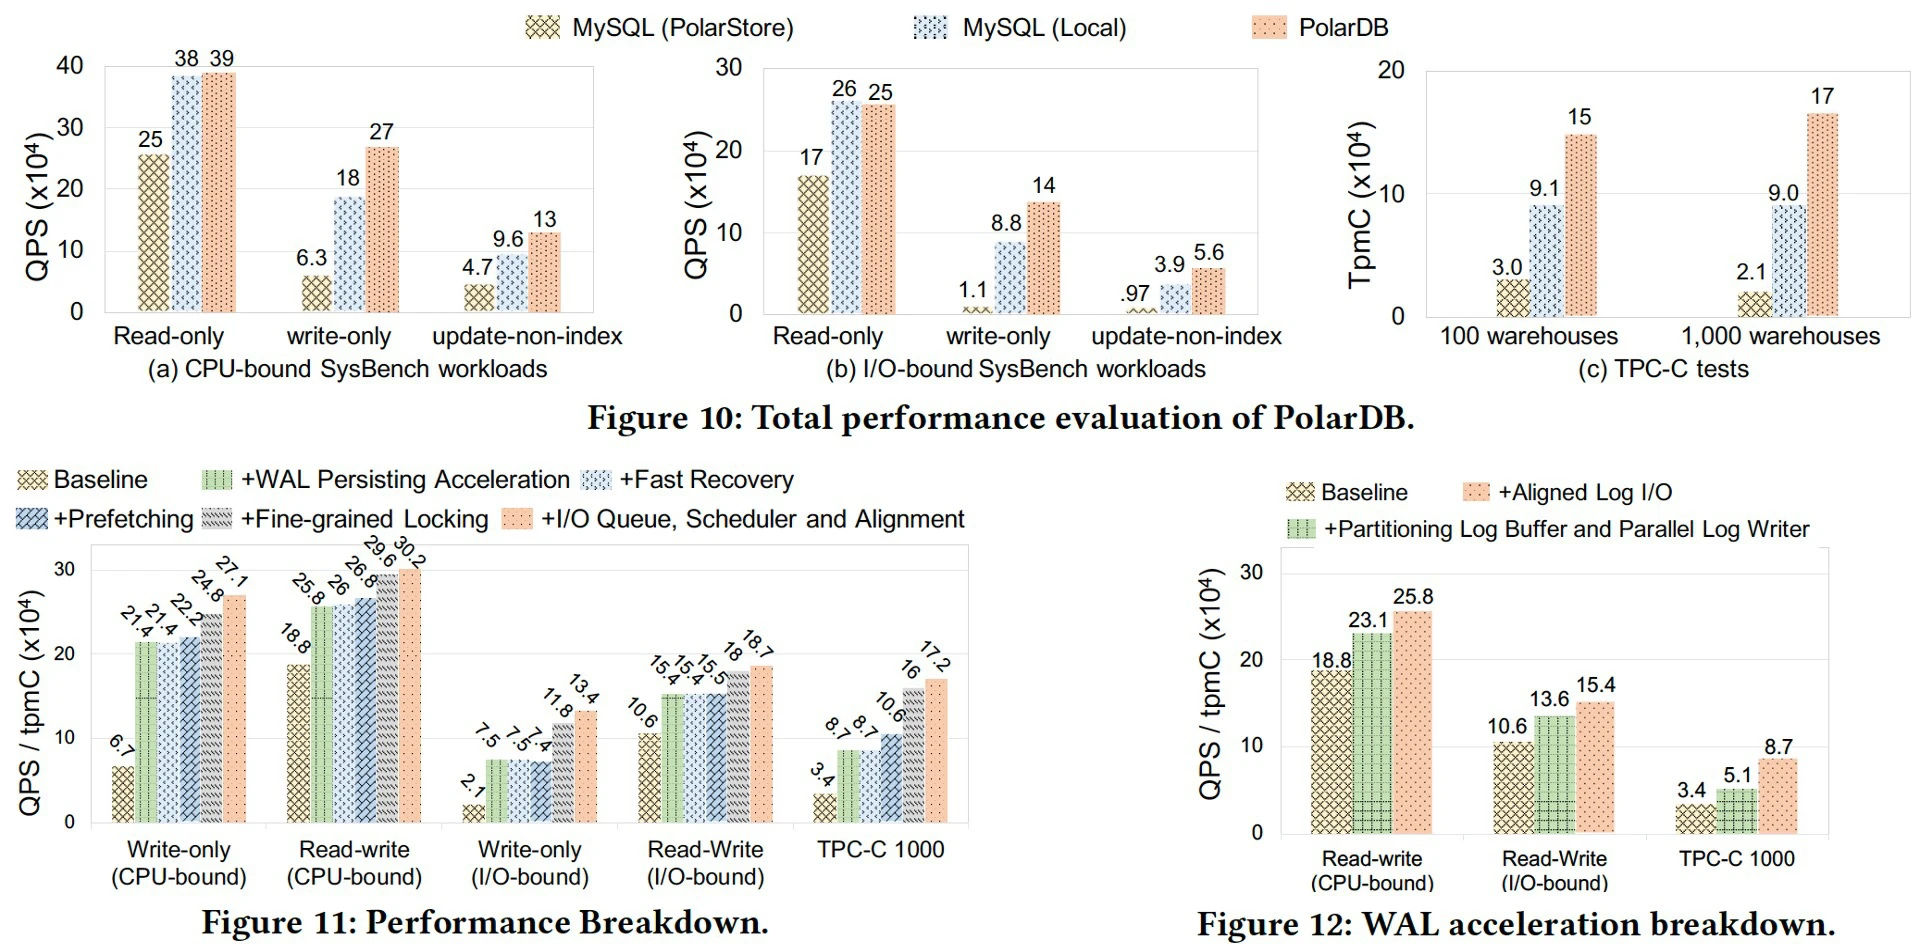 MySQL (PolarStore) MySQL (Local) PolarDB
QPS (x10⁴)
40
30
20
10
0
25 38 39
6.3 18 27
4.7 9.6 13
Read-only write-only update-non-index
(a) CPU-bound SysBench workloads
QPS (x10⁴)
30
20
10
0
17 26 25
1.1 8.8 14
.97 3.9 5.6
Read-only write-only update-non-index
(b) I/O-bound SysBench workloads
TpmC (x10⁴)
20
10
0
3.0 9.1 15
2.1 9.0 17
100 warehouses 1,000 warehouses
(c) TPC-C tests
Figure 10: Total performance evaluation of PolarDB.
Baseline +WAL Persisting Acceleration +Fast Recovery
+Prefetching +Fine-grained Locking +I/O Queue, Scheduler and Alignment
QPS / tpmC (x10⁴)
30
20
10
0
6.7 21.4 21.4 22.2 24.8 27.1
18.8 25.8 26 26.8 29.6 30.2
2.1 7.5 7.5 7.4 11.8 13.4
10.6 15.4 15.4 15.5 18 18.7
3.4 8.7 8.7 10.6 16 17.2
Write-only Read-write Write-only Read-Write TPC-C 1000
(CPU-bound) (CPU-bound) (I/O-bound) (I/O-bound)
Figure 11: Performance Breakdown.
Baseline +Aligned Log I/O
+Partitioning Log Buffer and Parallel Log Writer
QPS / tpmC (x10⁴)
30
20
10
0
18.8 23.1 25.8
10.6 13.6 15.4
3.4 5.1 8.7
Read-write Read-Write TPC-C 1000
(CPU-bound) (I/O-bound)
Figure 12: WAL acceleration breakdown.